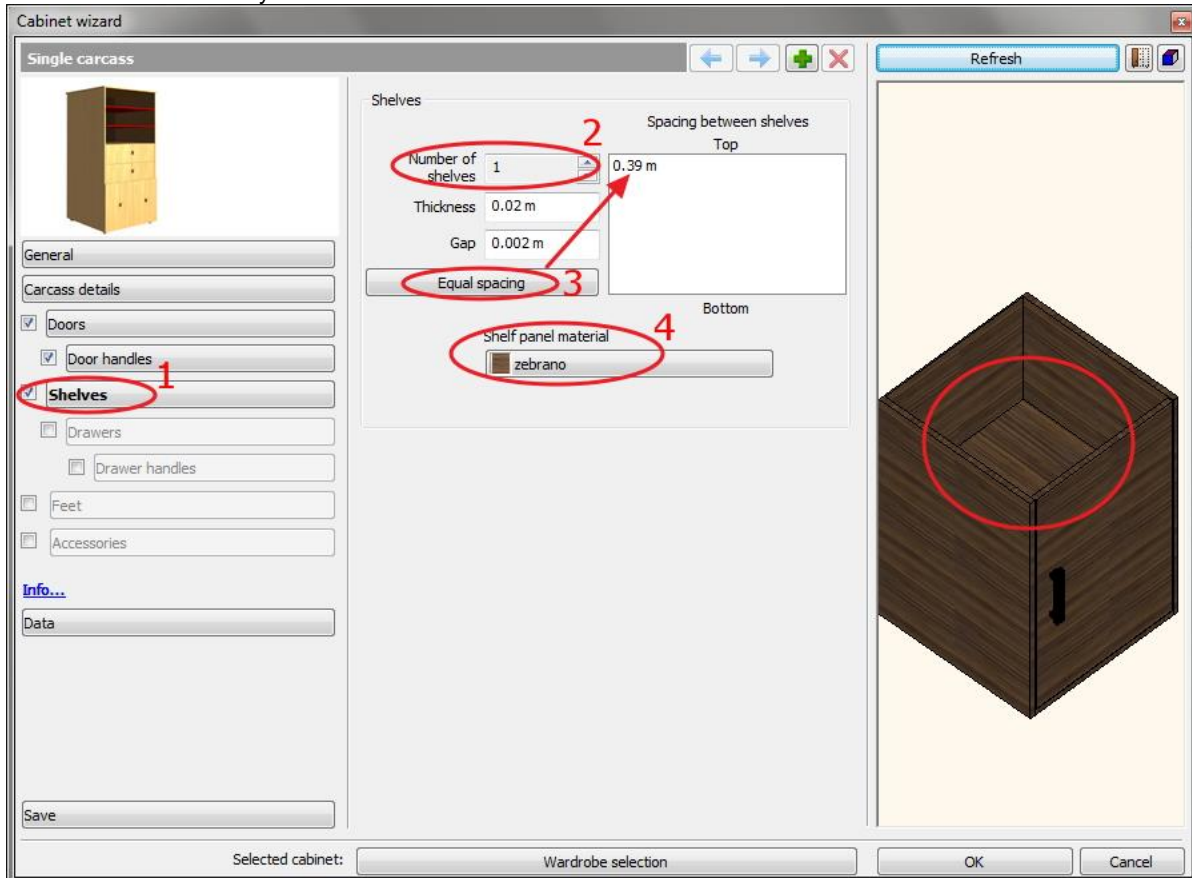 Cabinet wizard
Single carcass
Refresh
Shelves
Spacing between shelves
Top
2
Number of
shelves
1
0.39 m
Thickness
0.02 m
Gap
0.002 m
Equal spacing
3
Bottom
Shelf panel material
4
zebrano
General
Carcass details
Doors
Door handles
1
Shelves
Drawers
Drawer handles
Feet
Accessories
Info...
Data
Save
Selected cabinet:
Wardrobe selection
OK
Cancel